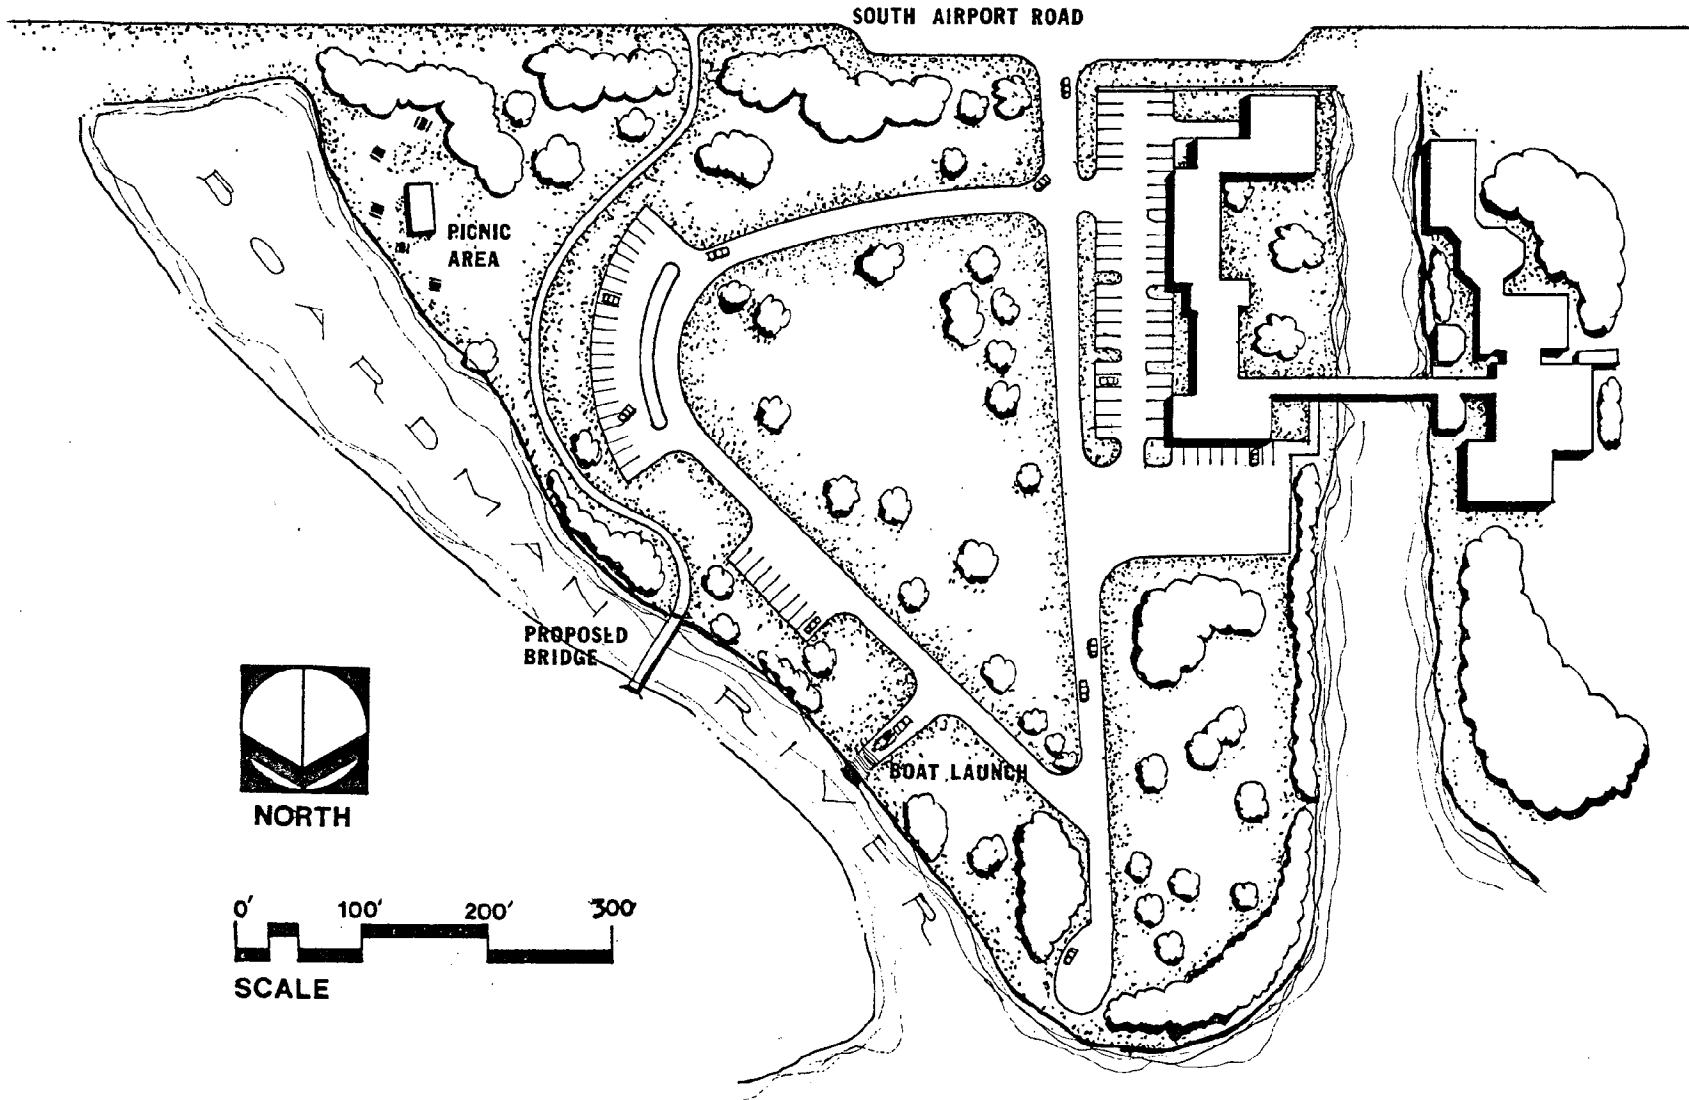 SOUTH AIRPORT ROAD
PICNIC
AREA
BOARDMAN RIVER
PROPOSED
BRIDGE
BOAT LAUNCH
NORTH
0' 100' 200' 300'
SCALE